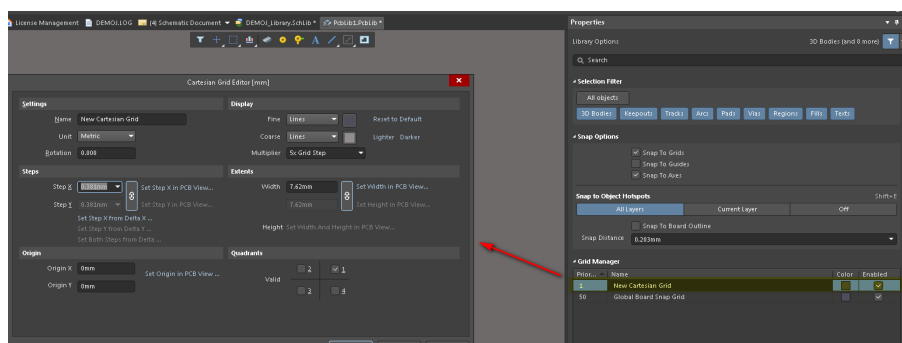 License Management DEMOJ.LOG (4) Schematic Document DEMOJ_Library.SchLib * PcbLib1.PcbLib *
Properties
Library Options 3D Bodies (and 8 more)
Search
Cartesian Grid Editor [mm]
Selection Filter
All objects
3D Bodies Keepouts Tracks Arcs Pads Vias Regions Fills Texts
Snap Options
Snap To Grids
Snap To Guides
Snap To Axes
Snap to Object Hotspots Shift+E
All Layers Current Layer Off
Snap To Board Outline
Snap Distance 0.203mm
Grid Manager
Prior... Name Color Enabled
1 New Cartesian Grid
50 Global Board Snap Grid
Settings
Name New Cartesian Grid
Unit Metric
Rotation 0.000
Display
Fine Lines Reset to Default
Coarse Lines Lighter Darker
Multiplier 5x Grid Step
Steps
Step X 0.381mm Set Step X in PCB View...
Step Y 0.381mm Set Step Y in PCB View...
Set Step X from Delta X ...
Set Step Y from Delta Y ...
Set Both Steps from Delta ...
Extents
Width 7.62mm Set Width in PCB View...
7.62mm Set Height in PCB View...
Height Set Width And Height in PCB View...
Origin
Origin X 0mm Set Origin in PCB View ...
Origin Y 0mm
Quadrants
Valid
2 1
3 4